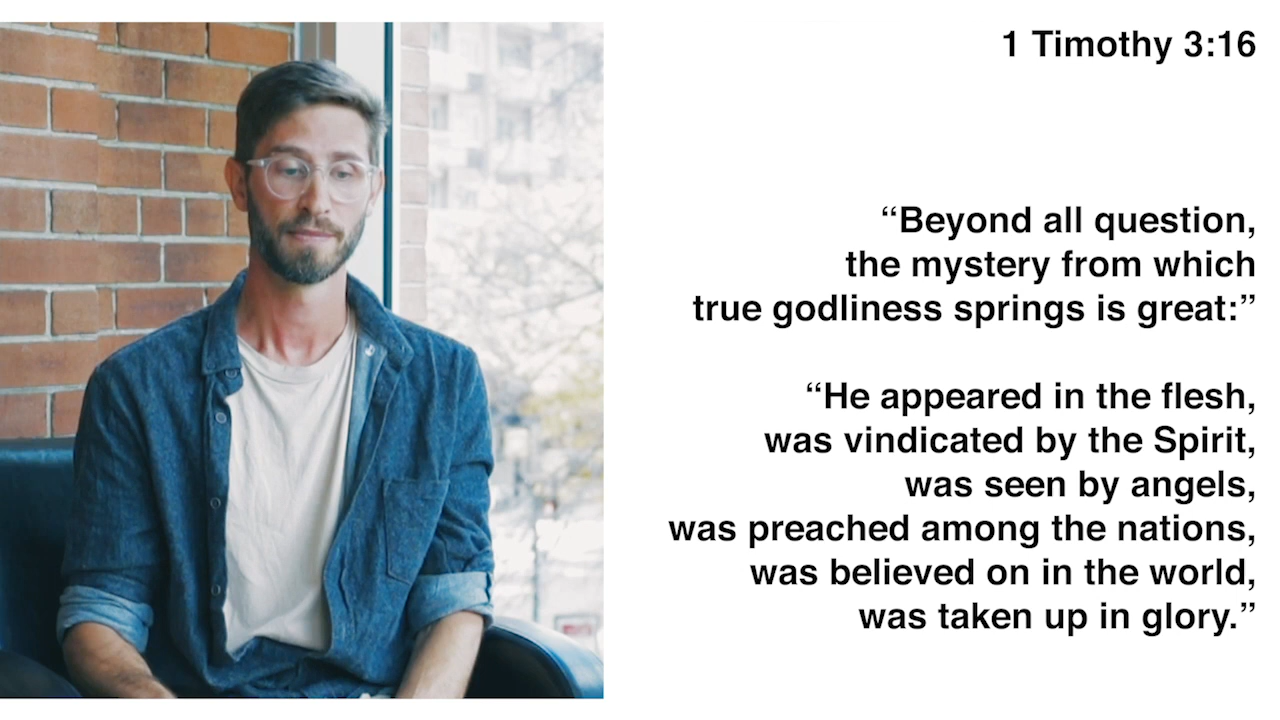 1 Timothy 3:16
“Beyond all question,
the mystery from which
true godliness springs is great:”
“He appeared in the flesh,
was vindicated by the Spirit,
was seen by angels,
was preached among the nations,
was believed on in the world,
was taken up in glory.”